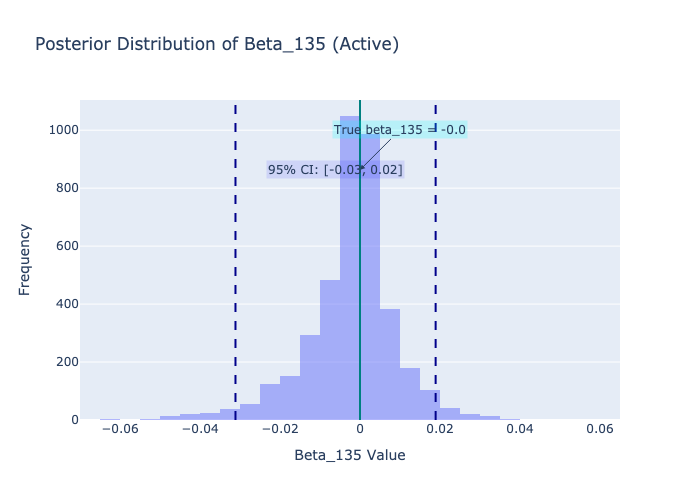 Posterior Distribution of Beta_135 (Active)
1000
800
600
400
200
0
Frequency
True beta_135 = -0.0
95% CI: [-0.03, 0.02]
−0.06
−0.04
−0.02
0
0.02
0.04
0.06
Beta_135 Value